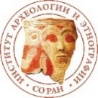 ИНСТИТУТ АРХЕОЛОГИИ И ЭТНОГРАФИИ
СО РАН